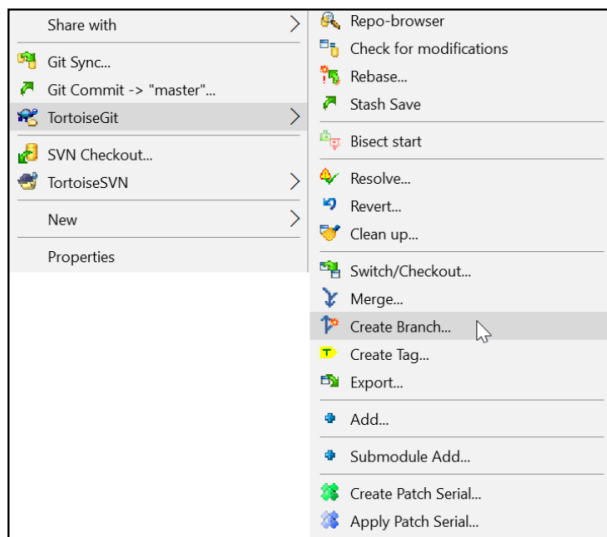 Share with
Git Sync...
Git Commit -> "master"...
TortoiseGit
SVN Checkout...
TortoiseSVN
New
Properties
Repo-browser
Check for modifications
Rebase...
Stash Save
Bisect start
Resolve...
Revert...
Clean up...
Switch/Checkout...
Merge...
Create Branch...
Create Tag...
Export...
Add...
Submodule Add...
Create Patch Serial...
Apply Patch Serial...